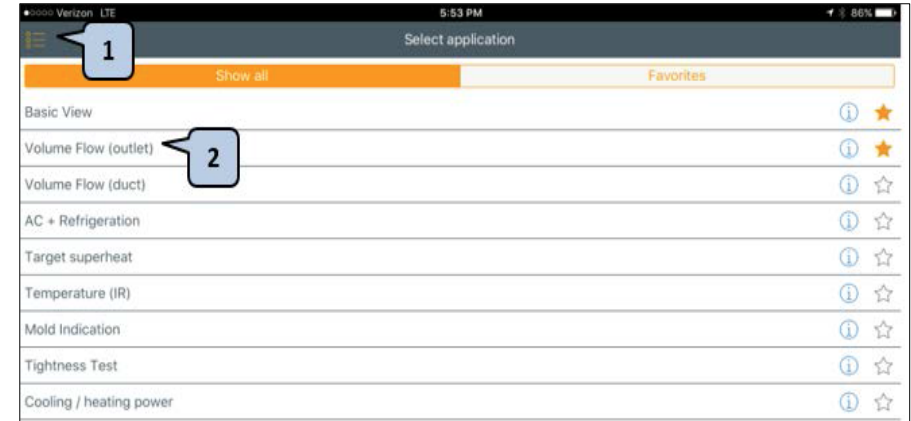 Verizon LTE 5:53 PM 86%
1 Select application
Show all Favorites
Basic View
Volume Flow (outlet) 2
Volume Flow (duct)
AC + Refrigeration
Target superheat
Temperature (IR)
Mold Indication
Tightness Test
Cooling / heating power